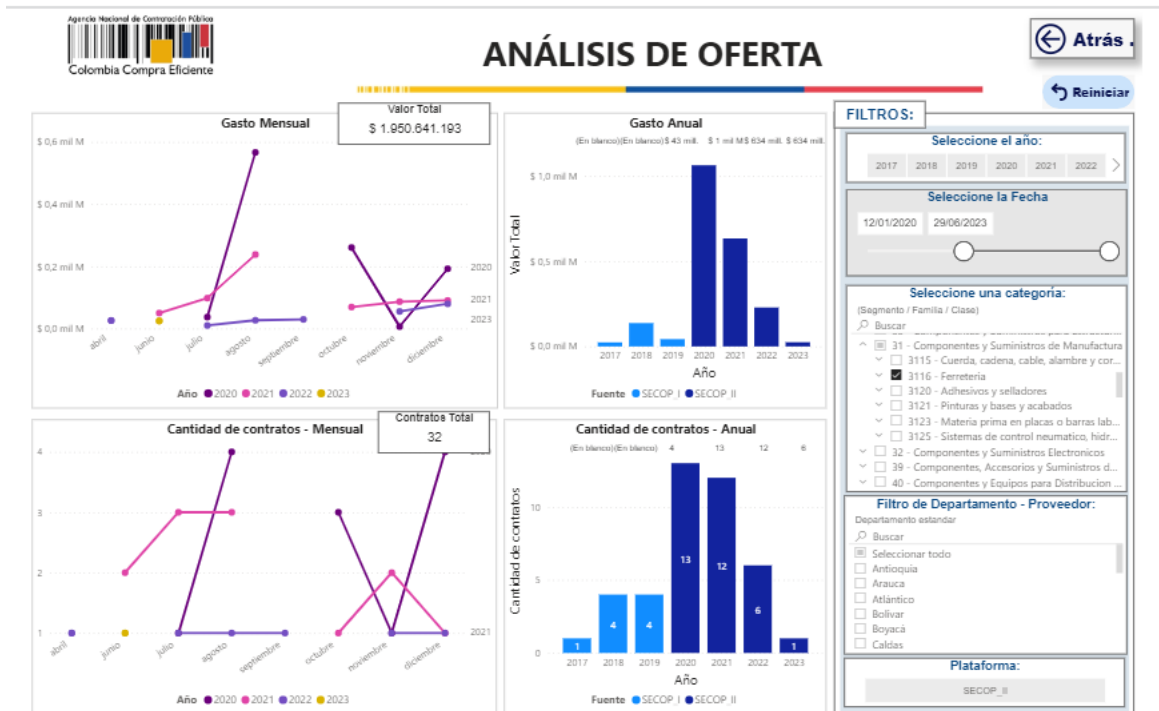 Agencia Nacional de Contratación Pública
Colombia Compra Eficiente
ANÁLISIS DE OFERTA
Atrás .
Reiniciar
Gasto Mensual
Valor Total
$ 1.950.641.193
$ 0,6 mil M
$ 0,4 mil M
$ 0,2 mil M
$ 0,0 mil M
2020
2021
2023
abril
junio
julio
agosto
septiembre
octubre
noviembre
diciembre
Año 2020 2021 2022 2023
Gasto Anual
(En blanco)(En blanco)$ 43 mill. $ 1 mil M$ 634 mill. $ 634 mill.
Valor Total
$ 1,0 mil M
$ 0,5 mil M
$ 0,0 mil M
2017 2018 2019 2020 2021 2022 2023
Año
Fuente SECOP_I SECOP_II
Cantidad de contratos - Mensual
Contratos Total
32
4
3
2
1
2021
abril
junio
julio
agosto
septiembre
octubre
noviembre
diciembre
Año 2020 2021 2022 2023
Cantidad de contratos - Anual
(En blanco)(En blanco) 4 13 12 6
Cantidad de contratos
10
5
0
1
4
4
13
12
6
1
2017 2018 2019 2020 2021 2022 2023
Año
Fuente SECOP_I SECOP_II
FILTROS:
Seleccione el año:
2017 2018 2019 2020 2021 2022
Seleccione la Fecha
12/01/2020 29/06/2023
Seleccione una categoría:
(Segmento / Familia / Clase)
Buscar
31 - Componentes y Suministros de Manufactura
3115 - Cuerda, cadena, cable, alambre y cor...
3116 - Ferreteria
3120 - Adhesivos y selladores
3121 - Pinturas y bases y acabados
3123 - Materia prima en placas o barras lab...
3125 - Sistemas de control neumatico, hidr...
32 - Componentes y Suministros Electronicos
39 - Componentes, Accesorios y Suministros d...
40 - Componentes y Equipos para Distribucion ...
Filtro de Departamento - Proveedor:
Departamento estandar
Buscar
Seleccionar todo
Antioquia
Arauca
Atlántico
Bolívar
Boyacá
Caldas
Plataforma:
SECOP_II